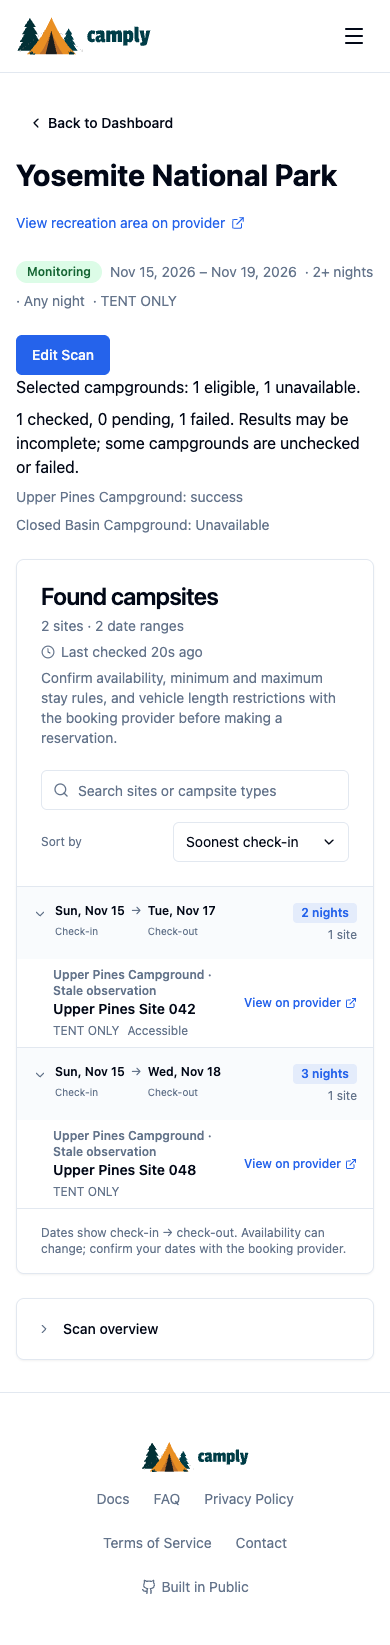 camply
Back to Dashboard
Yosemite National Park
View recreation area on provider
Monitoring Nov 15, 2026 – Nov 19, 2026 · 2+ nights
· Any night · TENT ONLY
Edit Scan
Selected campgrounds: 1 eligible, 1 unavailable.
1 checked, 0 pending, 1 failed. Results may be
incomplete; some campgrounds are unchecked
or failed.
Upper Pines Campground: success
Closed Basin Campground: Unavailable
Found campsites
2 sites · 2 date ranges
Last checked 20s ago
Confirm availability, minimum and maximum
stay rules, and vehicle length restrictions with
the booking provider before making a
reservation.
Search sites or campsite types
Sort by Soonest check-in
Sun, Nov 15 → Tue, Nov 17 2 nights
Check-in Check-out 1 site
Upper Pines Campground ·
Stale observation
Upper Pines Site 042 View on provider
TENT ONLY Accessible
Sun, Nov 15 → Wed, Nov 18 3 nights
Check-in Check-out 1 site
Upper Pines Campground ·
Stale observation
Upper Pines Site 048 View on provider
TENT ONLY
Dates show check-in → check-out. Availability can
change; confirm your dates with the booking provider.
Scan overview
camply
Docs FAQ Privacy Policy
Terms of Service Contact
Built in Public